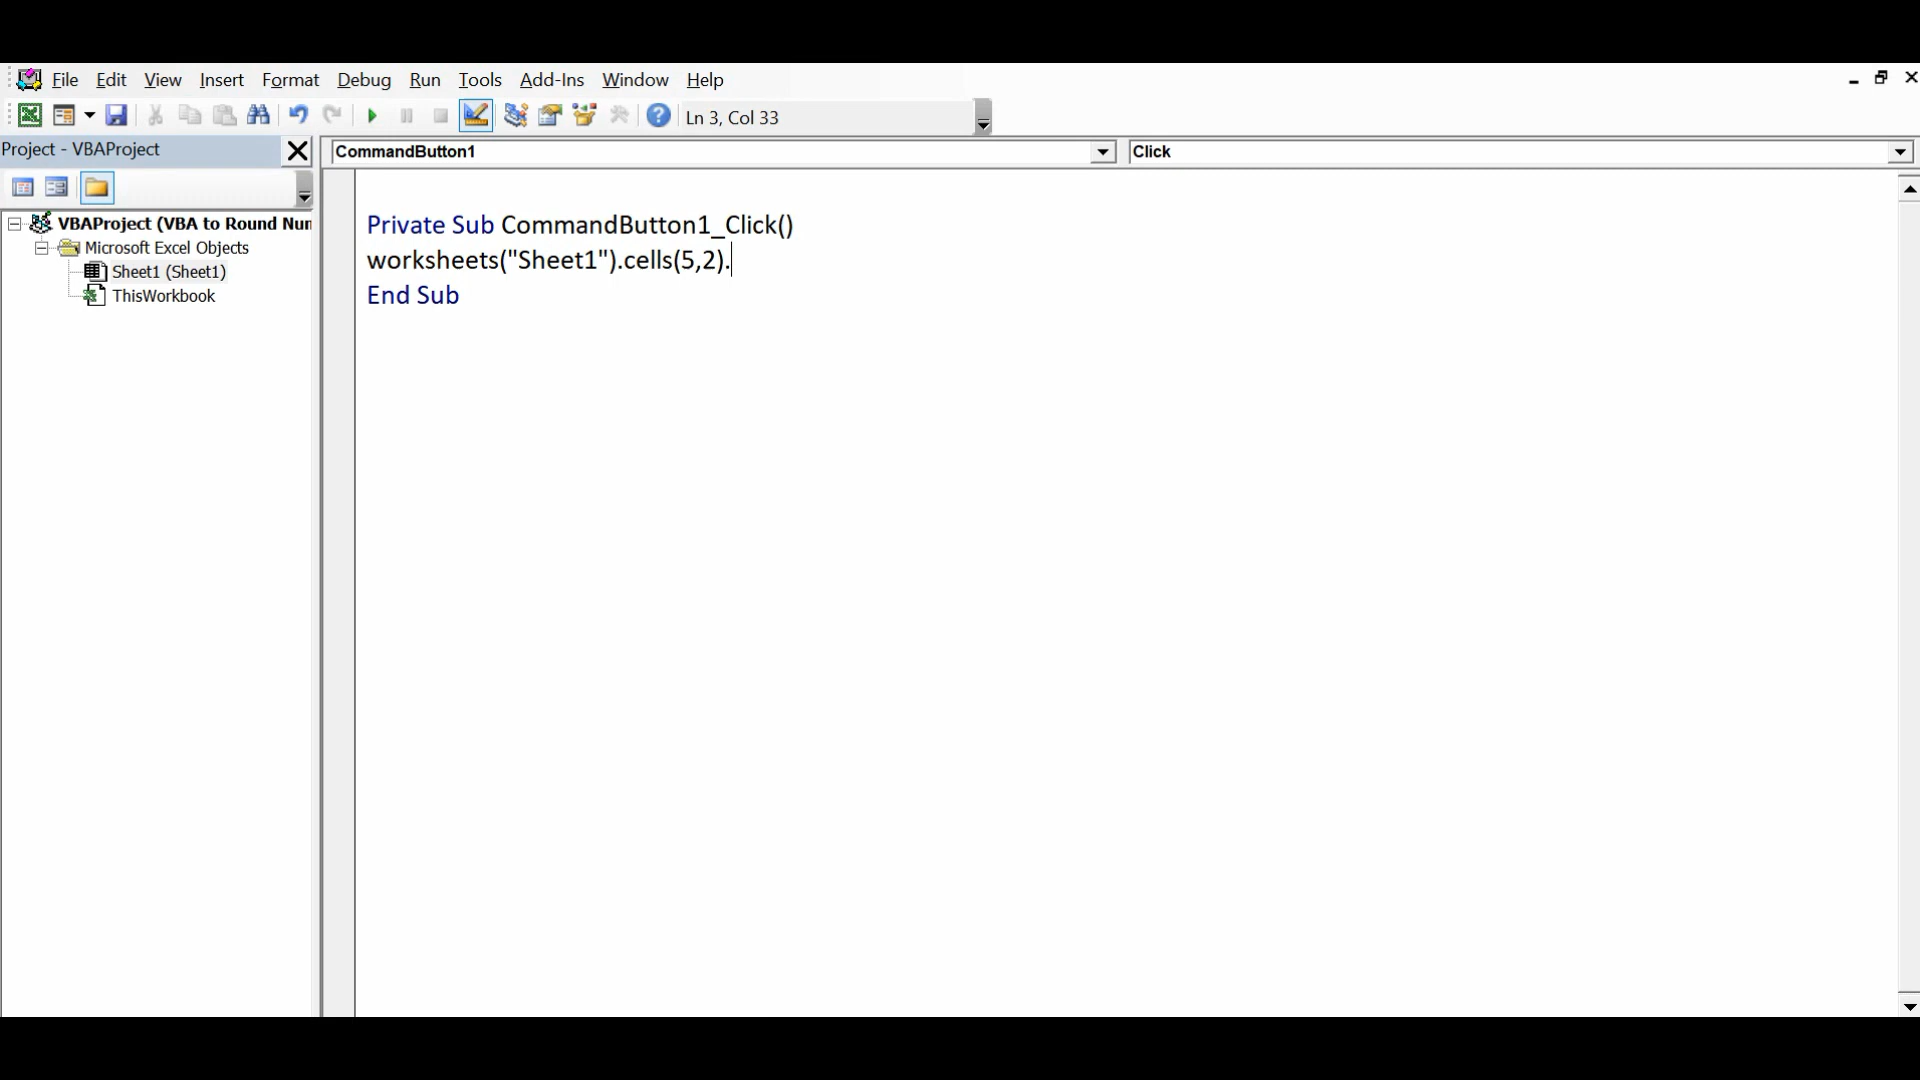 File Edit View Insert Format Debug Run Tools Add-Ins Window Help
Ln 3, Col 33
Project - VBAProject
CommandButton1
Click
VBAProject (VBA to Round Nun
Microsoft Excel Objects
Sheet1 (Sheet1)
ThisWorkbook
Private Sub CommandButton1_Click()
worksheets("Sheet1").cells(5,2).
End Sub